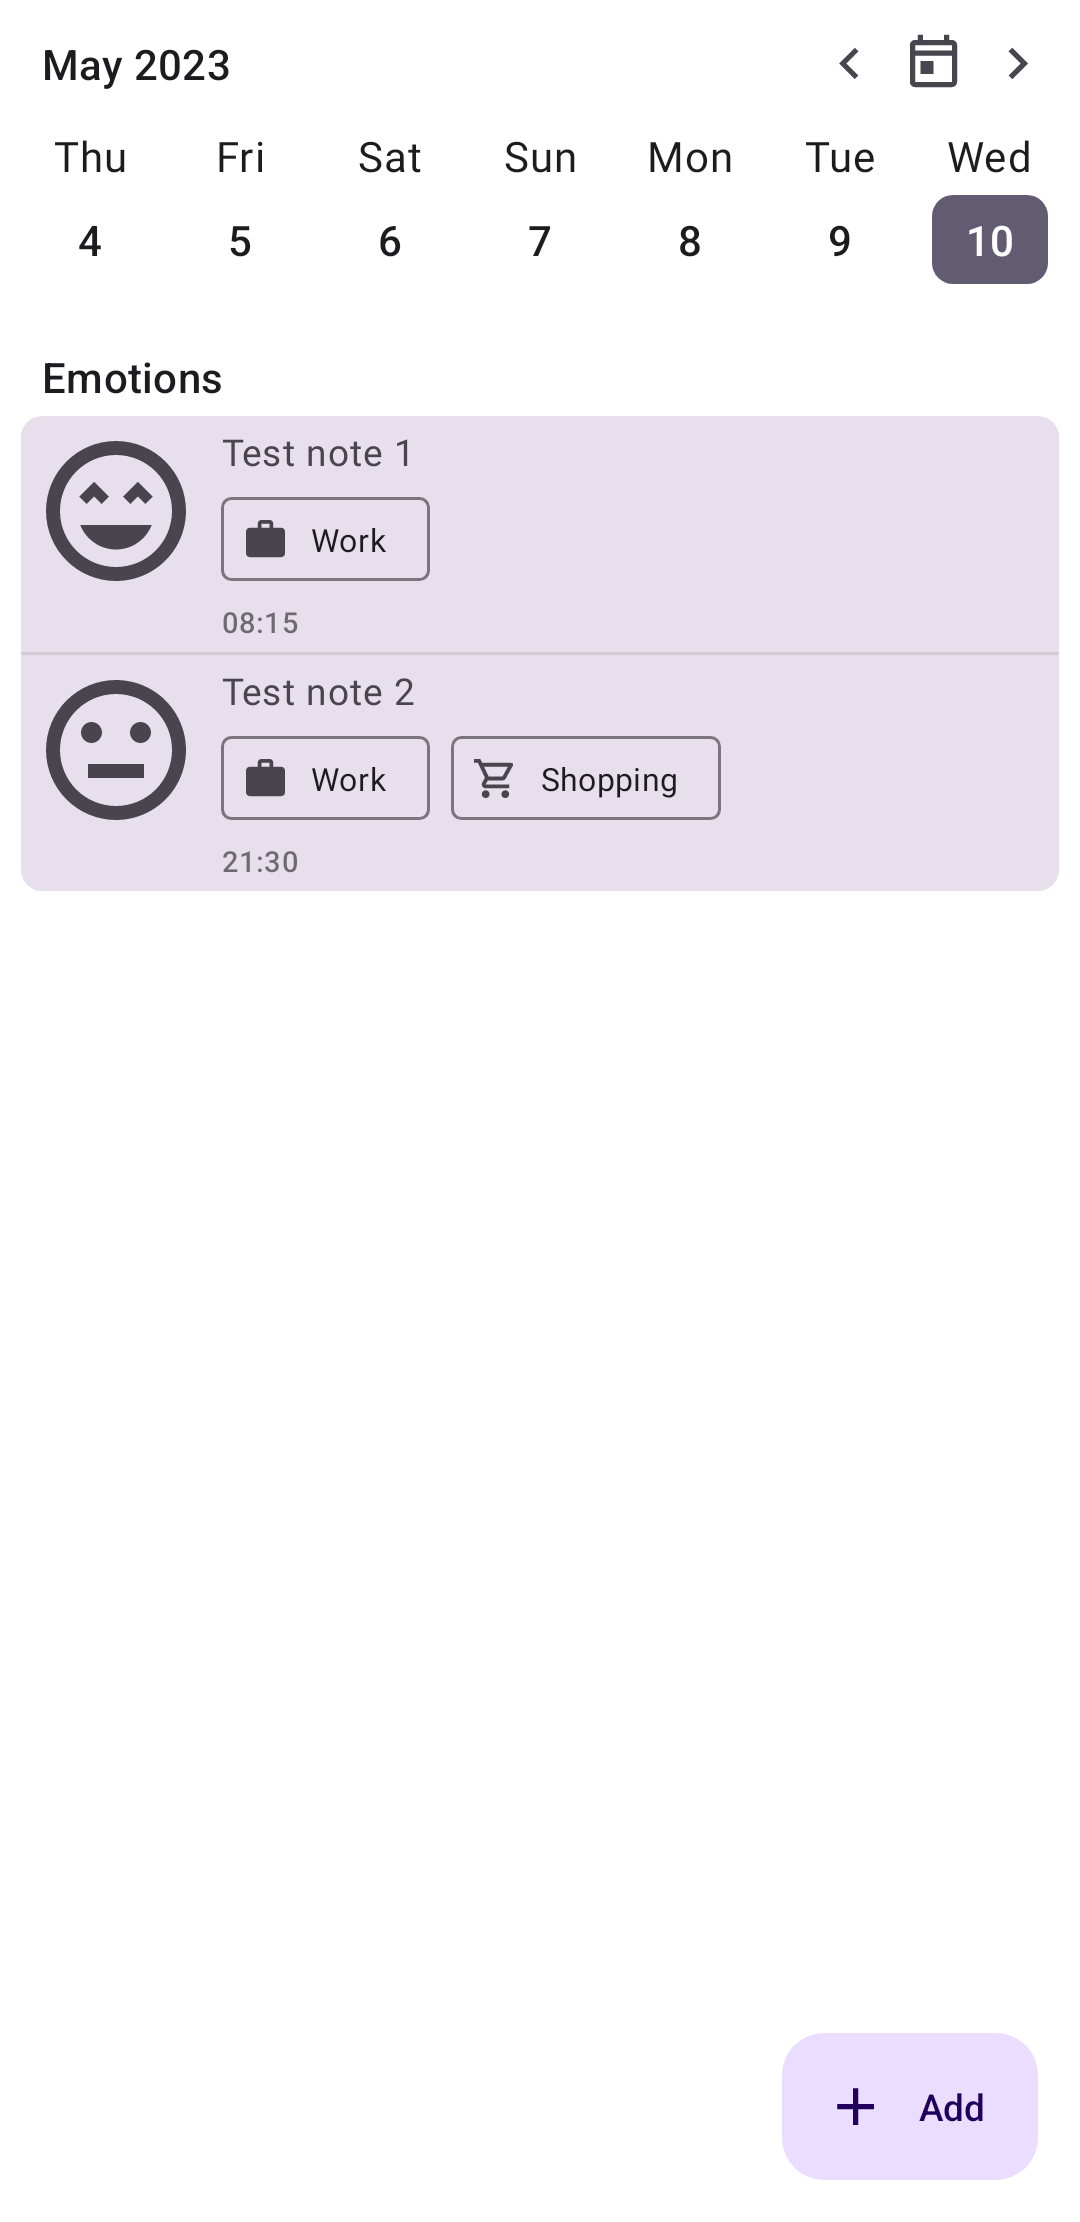 May 2023
Thu Fri Sat Sun Mon Tue Wed
4 5 6 7 8 9 10
Emotions
Test note 1
Work
08:15
Test note 2
Work Shopping
21:30
Add